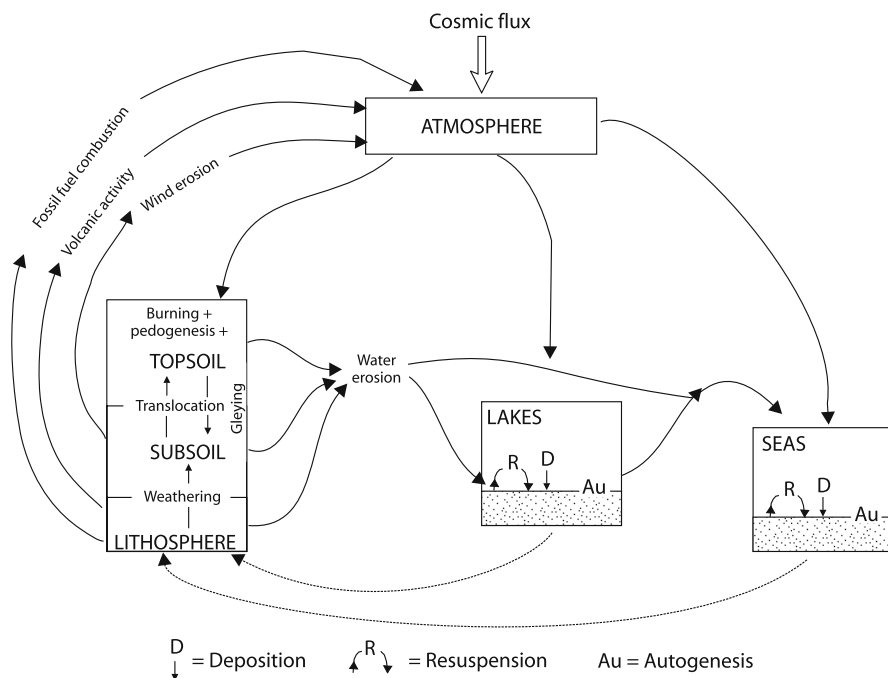 Cosmic flux
ATMOSPHERE
Fossil fuel combustion
Volcanic activity
Wind erosion
Burning +
pedogenesis +
TOPSOIL
Translocation
Gleying
SUBSOIL
Weathering
LITHOSPHERE
Water
erosion
LAKES
R
D
Au
SEAS
R
D
Au
D = Deposition
R = Resuspension
Au = Autogenesis